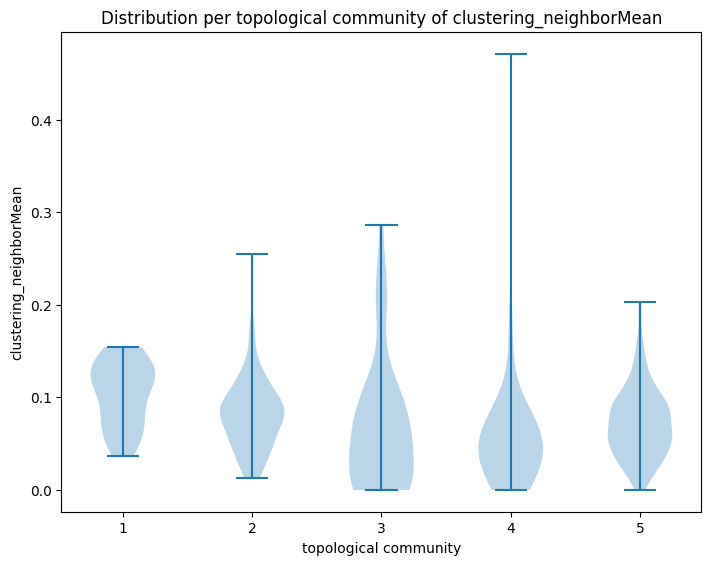 Distribution per topological community of clustering_neighborMean
clustering_neighborMean
0.4
0.3
0.2
0.1
0.0
1 2 3 4 5
topological community